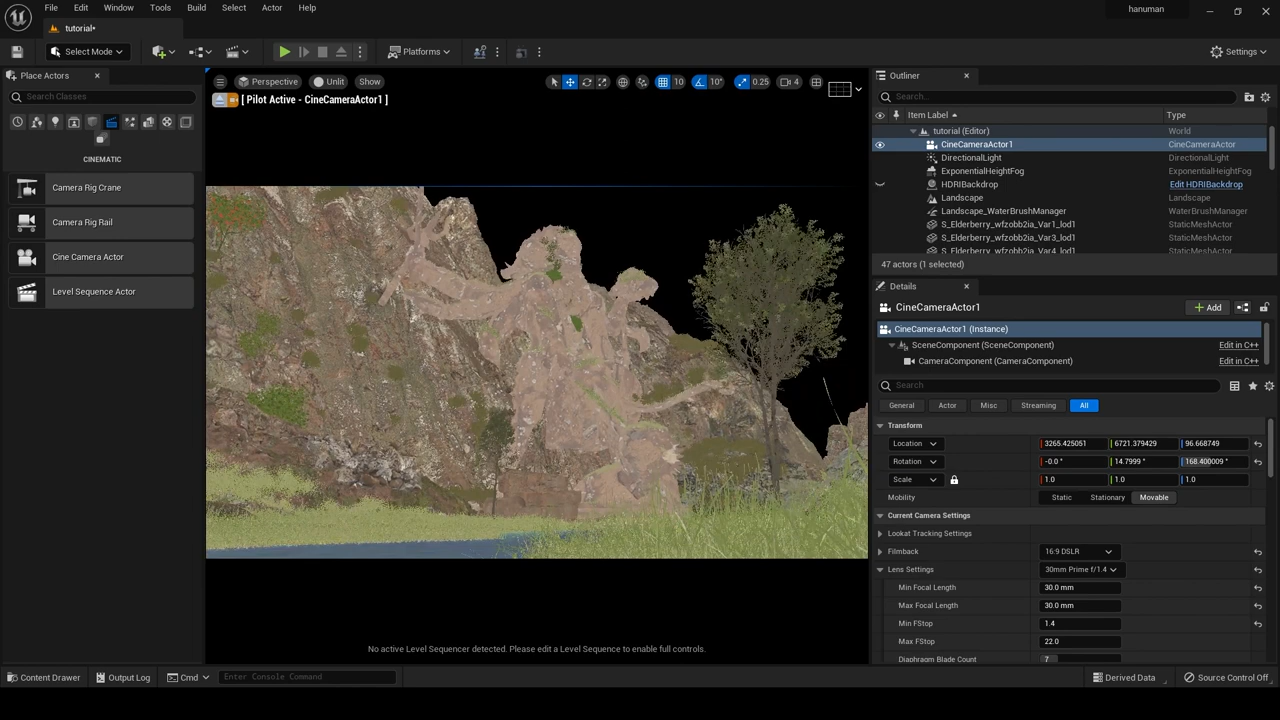 File Edit Window Tools Build Select Actor Help
hanuman
tutorial*
Select Mode
Platforms
Settings
Place Actors
Search Classes
CINEMATIC
Camera Rig Crane
Camera Rig Rail
Cine Camera Actor
Level Sequence Actor
Perspective Unlit Show
10 10° 0.25 4
[ Pilot Active - CineCameraActor1 ]
No active Level Sequencer detected. Please edit a Level Sequence to enable full controls.
Outliner
Search...
Item Label Type
tutorial (Editor) World
CineCameraActor1 CineCameraActor
DirectionalLight DirectionalLight
ExponentialHeightFog ExponentialHeightFog
HDRIBackdrop Edit HDRIBackdrop
Landscape Landscape
Landscape_WaterBrushManager WaterBrushManager
S_Elderberry_wfzobb2ia_Var1_lod1 StaticMeshActor
S_Elderberry_wfzobb2ia_Var3_lod1 StaticMeshActor
S_Elderberry_wfzobb2ia_Var4_lod1 StaticMeshActor
47 actors (1 selected)
Details
CineCameraActor1
Add
CineCameraActor1 (Instance)
SceneComponent (SceneComponent) Edit in C++
CameraComponent (CameraComponent) Edit in C++
Search
General Actor Misc Streaming All
Transform
Location 3265.425051 6721.379429 96.668749
Rotation -0.0 ° 14.7999 ° 168.400009 °
Scale 1.0 1.0 1.0
Mobility Static Stationary Movable
Current Camera Settings
Lookat Tracking Settings
Filmback 16:9 DSLR
Lens Settings 30mm Prime f/1.4
Min Focal Length 30.0 mm
Max Focal Length 30.0 mm
Min FStop 1.4
Max FStop 22.0
Diaphragm Blade Count 7
Content Drawer Output Log Cmd Enter Console Command
Derived Data Source Control Off